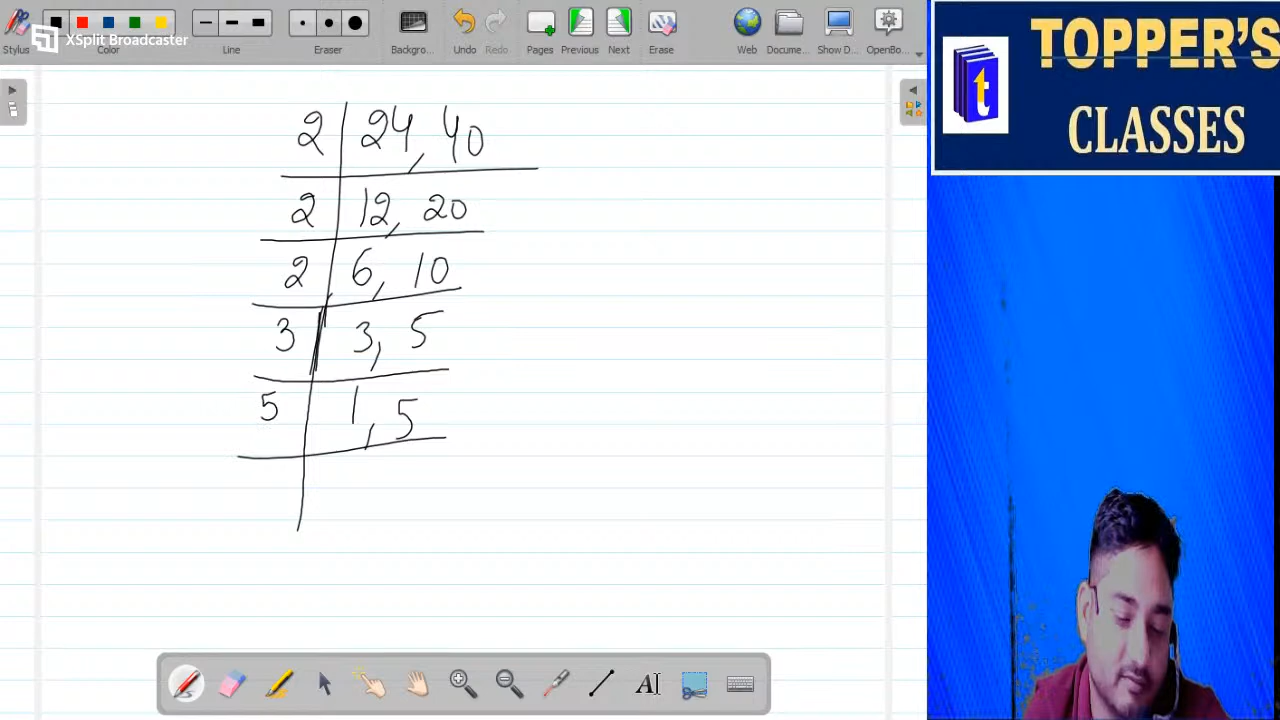 Stylus
Color
Line
Eraser
Backgro...
Undo
Redo
Pages
Previous
Next
Erase
Web
Docume...
Show D...
OpenBo...
XSplit Broadcaster
TOPPER'S
CLASSES
t
2 24, 40
2 12, 20
2 6, 10
3 3, 5
5 1, 5
A